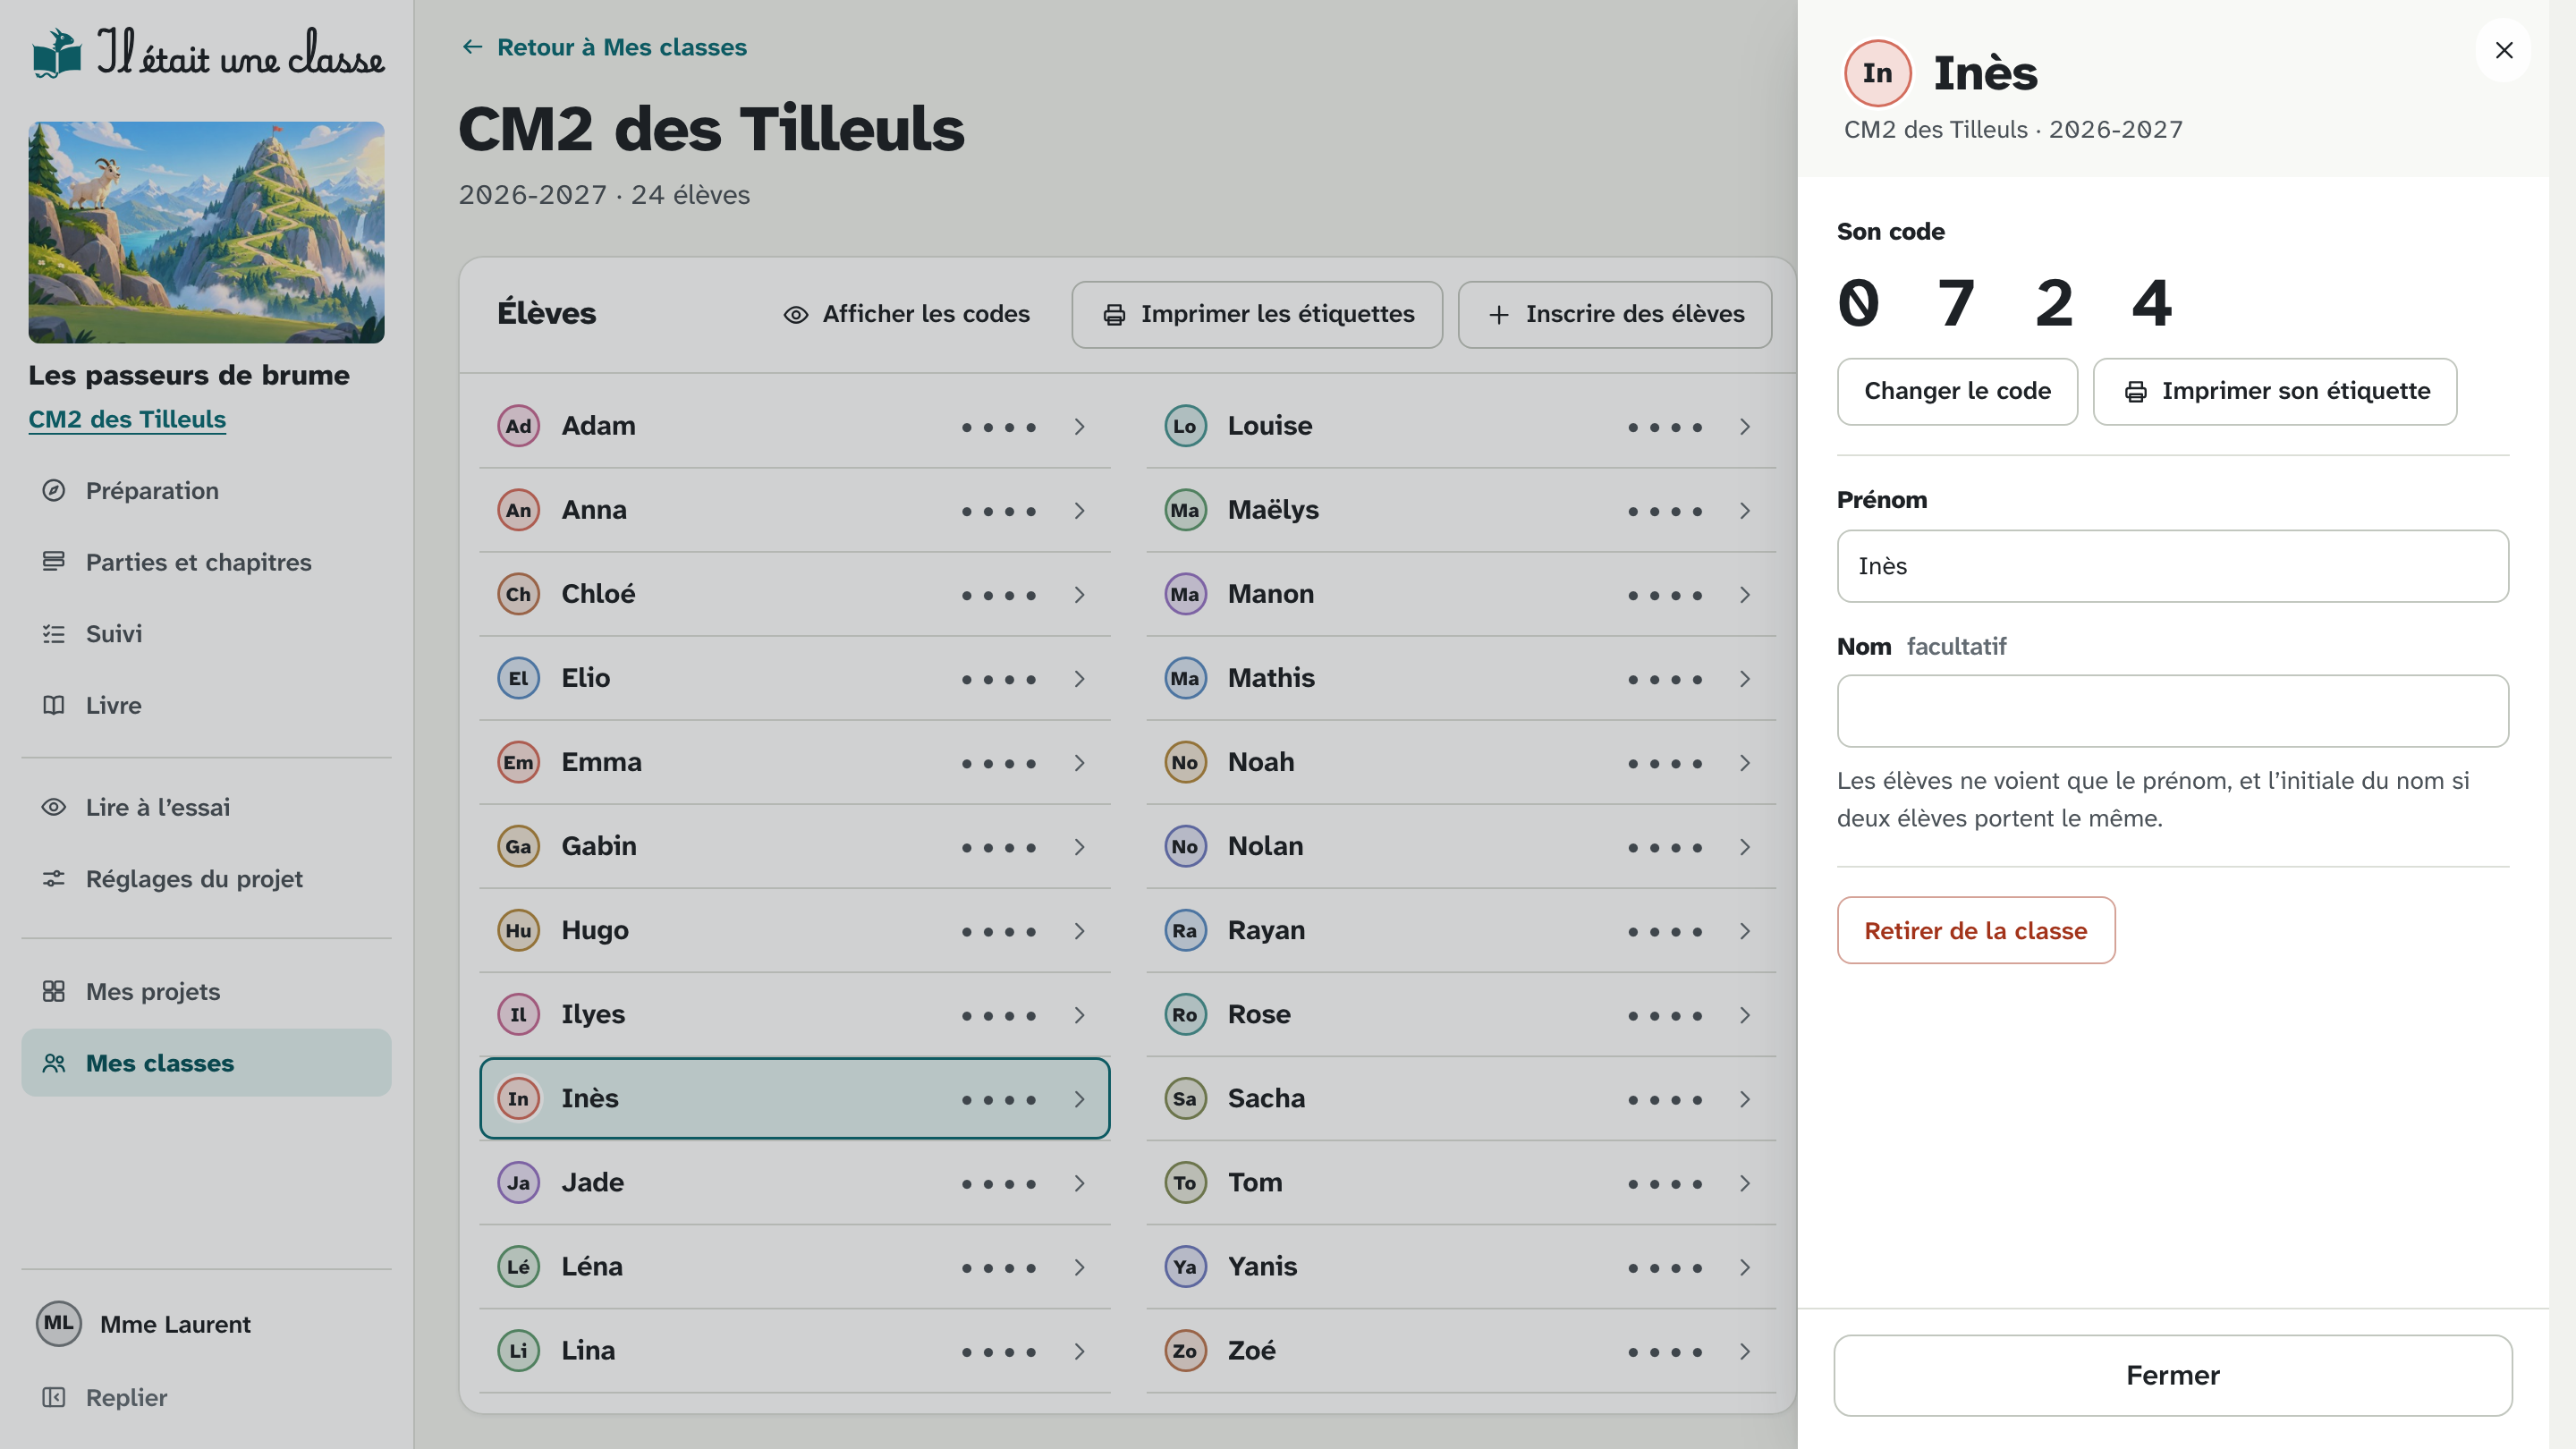 Il était une classe
Les passeurs de brume
CM2 des Tilleuls
Préparation
Parties et chapitres
Suivi
Livre
Lire à l’essai
Réglages du projet
Mes projets
Mes classes
ML Mme Laurent
Replier
← Retour à Mes classes
CM2 des Tilleuls
2026-2027 · 24 élèves
Élèves
Afficher les codes
Imprimer les étiquettes
Inscrire des élèves
Ad Adam
An Anna
Ch Chloé
El Elio
Em Emma
Ga Gabin
Hu Hugo
Il Ilyes
In Inès
Ja Jade
Lé Léna
Li Lina
Lo Louise
Ma Maëlys
Ma Manon
Ma Mathis
No Noah
No Nolan
Ra Rayan
Ro Rose
Sa Sacha
To Tom
Ya Yanis
Zo Zoé
In Inès
CM2 des Tilleuls · 2026-2027
Son code
0 7 2 4
Changer le code
Imprimer son étiquette
Prénom
Inès
Nom facultatif
Les élèves ne voient que le prénom, et l’initiale du nom si
deux élèves portent le même.
Retirer de la classe
Fermer